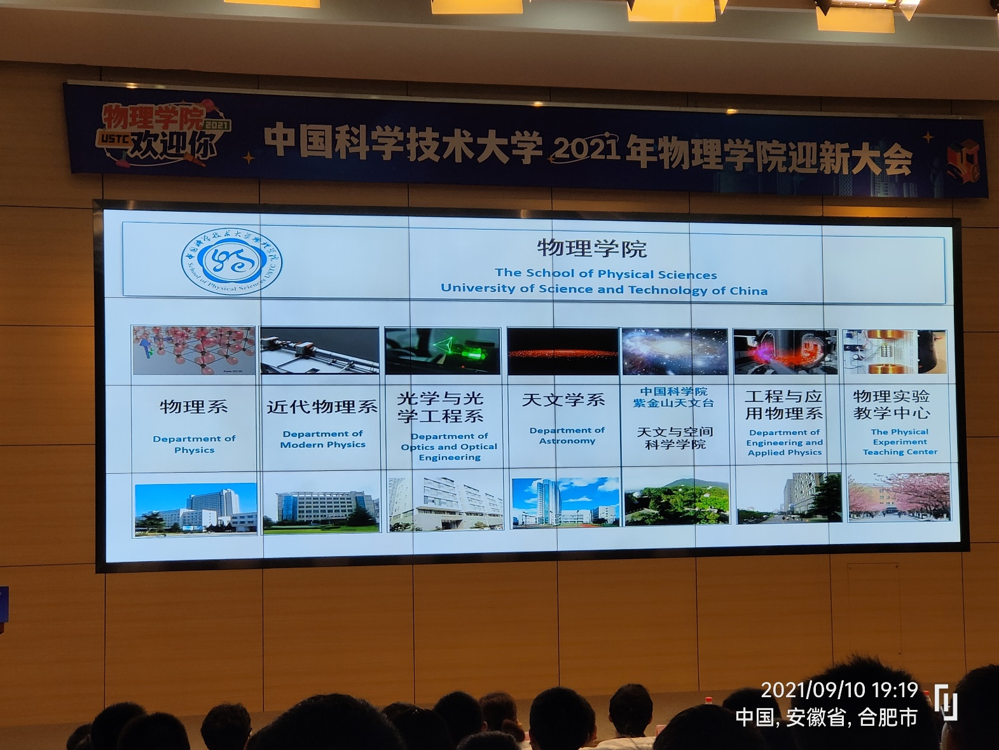 物理学院
2021
USTC
欢迎你
中国科学技术大学2021年物理学院迎新大会
中国科学技术大学物理学院
School of Physical Sciences USTC
物理学院
The School of Physical Sciences
University of Science and Technology of China
物理系
Department of
Physics
近代物理系
Department of
Modern Physics
光学与光
学工程系
Department of
Optics and Optical
Engineering
天文学系
Department of
Astronomy
中国科学院
紫金山天文台
天文与空间
科学学院
工程与应
用物理系
Department of
Engineering and
Applied Physics
物理实验
教学中心
The Physical
Experiment
Teaching Center
2021/09/10 19:19
中国, 安徽省, 合肥市